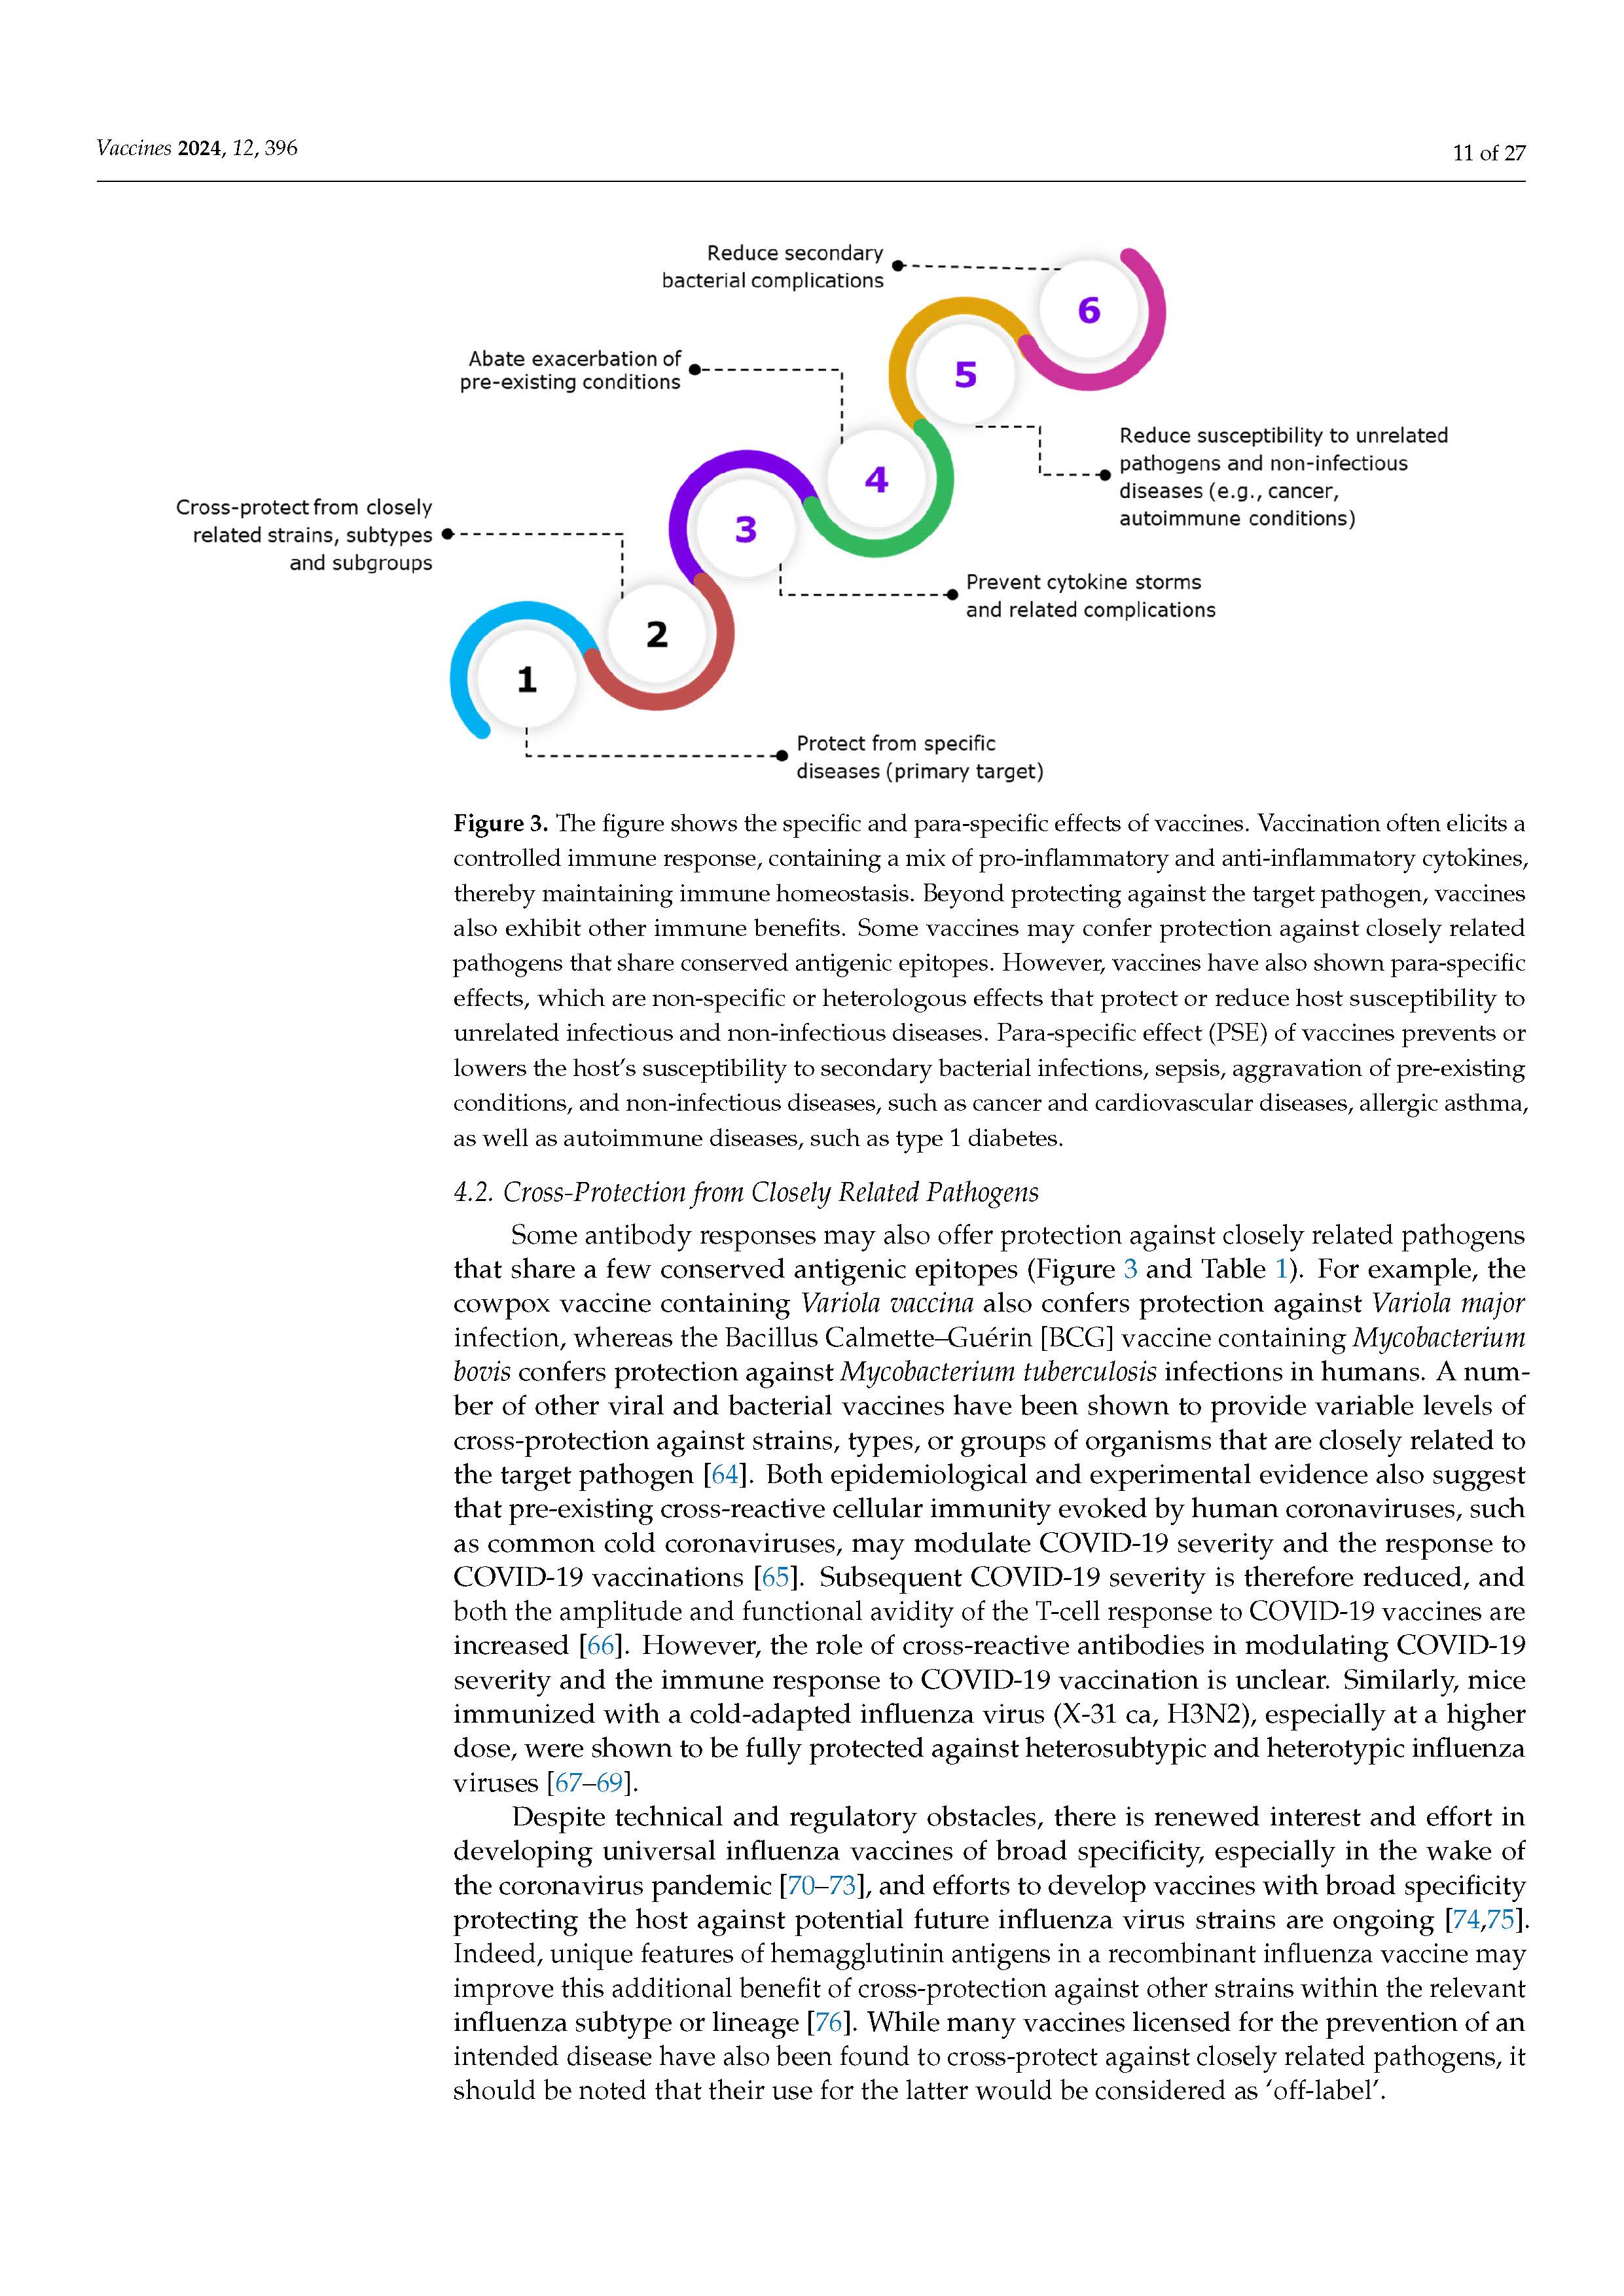 Vaccines 2024, 12, 396
11 of 27
Reduce secondary
bacterial complications
6
Abate exacerbation of
pre-existing conditions
5
Reduce susceptibility to unrelated
pathogens and non-infectious
diseases (e.g., cancer,
autoimmune conditions)
4
Cross-protect from closely
related strains, subtypes
and subgroups
3
Prevent cytokine storms
and related complications
2
1
Protect from specific
diseases (primary target)
Figure 3. The figure shows the specific and para-specific effects of vaccines. Vaccination often elicits a
controlled immune response, containing a mix of pro-inflammatory and anti-inflammatory cytokines,
thereby maintaining immune homeostasis. Beyond protecting against the target pathogen, vaccines
also exhibit other immune benefits. Some vaccines may confer protection against closely related
pathogens that share conserved antigenic epitopes. However, vaccines have also shown para-specific
effects, which are non-specific or heterologous effects that protect or reduce host susceptibility to
unrelated infectious and non-infectious diseases. Para-specific effect (PSE) of vaccines prevents or
lowers the host's susceptibility to secondary bacterial infections, sepsis, aggravation of pre-existing
conditions, and non-infectious diseases, such as cancer and cardiovascular diseases, allergic asthma,
as well as autoimmune diseases, such as type 1 diabetes.
4.2. Cross-Protection from Closely Related Pathogens
Some antibody responses may also offer protection against closely related pathogens
that share a few conserved antigenic epitopes (Figure 3 and Table 1). For example, the
cowpox vaccine containing Variola vaccina also confers protection against Variola major
infection, whereas the Bacillus Calmette–Guérin [BCG] vaccine containing Mycobacterium
bovis confers protection against Mycobacterium tuberculosis infections in humans. A num-
ber of other viral and bacterial vaccines have been shown to provide variable levels of
cross-protection against strains, types, or groups of organisms that are closely related to
the target pathogen [64]. Both epidemiological and experimental evidence also suggest
that pre-existing cross-reactive cellular immunity evoked by human coronaviruses, such
as common cold coronaviruses, may modulate COVID-19 severity and the response to
COVID-19 vaccinations [65]. Subsequent COVID-19 severity is therefore reduced, and
both the amplitude and functional avidity of the T-cell response to COVID-19 vaccines are
increased [66]. However, the role of cross-reactive antibodies in modulating COVID-19
severity and the immune response to COVID-19 vaccination is unclear. Similarly, mice
immunized with a cold-adapted influenza virus (X-31 ca, H3N2), especially at a higher
dose, were shown to be fully protected against heterosubtypic and heterotypic influenza
viruses [67–69].
Despite technical and regulatory obstacles, there is renewed interest and effort in
developing universal influenza vaccines of broad specificity, especially in the wake of
the coronavirus pandemic [70–73], and efforts to develop vaccines with broad specificity
protecting the host against potential future influenza virus strains are ongoing [74,75].
Indeed, unique features of hemagglutinin antigens in a recombinant influenza vaccine may
improve this additional benefit of cross-protection against other strains within the relevant
influenza subtype or lineage [76]. While many vaccines licensed for the prevention of an
intended disease have also been found to cross-protect against closely related pathogens, it
should be noted that their use for the latter would be considered as 'off-label'.